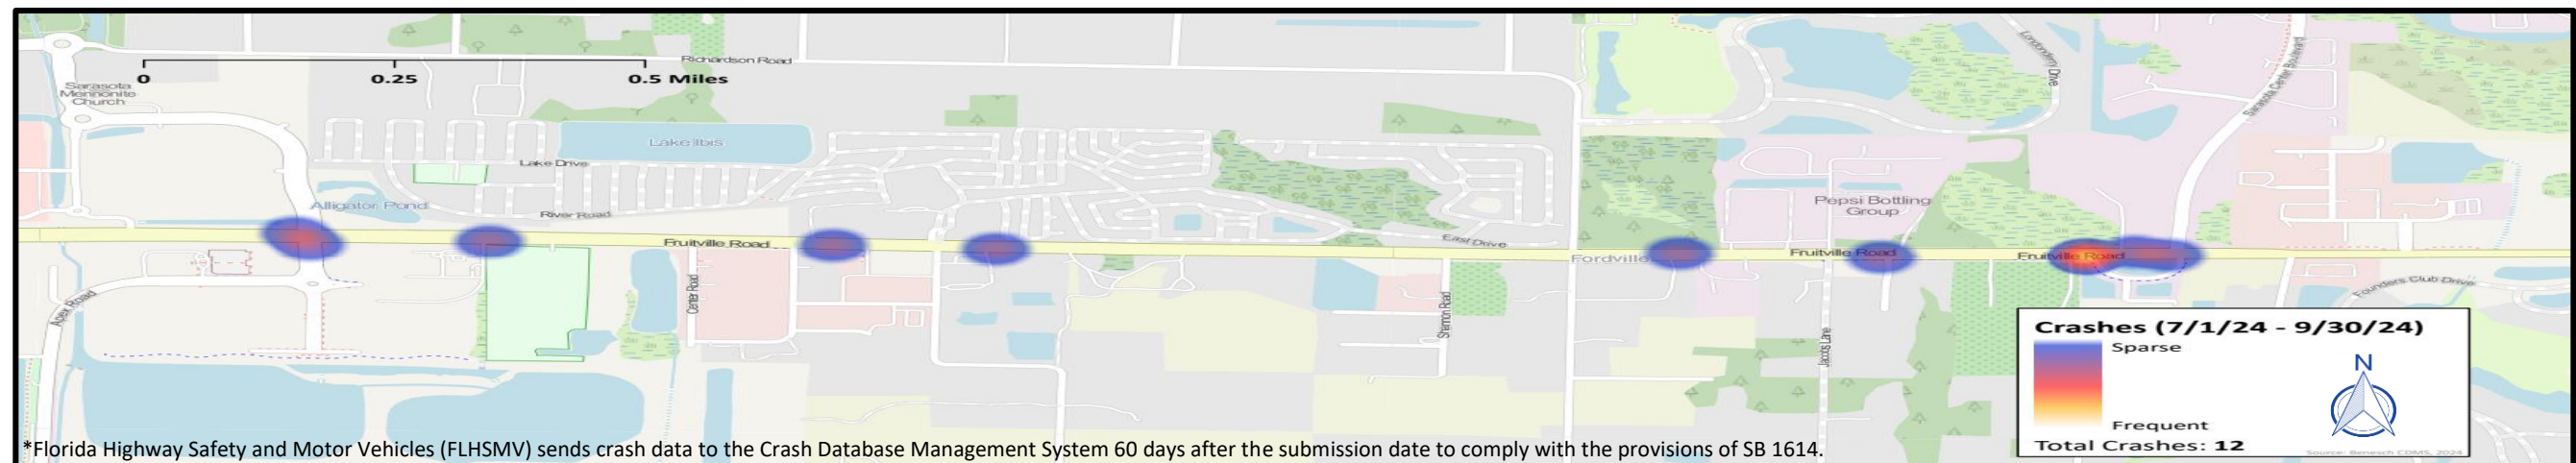 Richardson Road
0 0.25 0.5 Miles
Sarasota
Mennonite
Church
Londonderry Drive
Sarasota Center Boulevard
Lake Ibis
Lake Drive
Alligator Pond
River Road
Pepsi Bottling
Group
Fruitville Road
East Drive
Fordville
Fruitville Road
Fruitville Road
Apex Road
Center Road
Shannon Road
Jacobs Lane
Founders Club Drive
Crashes (7/1/24 - 9/30/24)
Sparse
N
Frequent
Total Crashes: 12
Source: Benesch CDMS, 2024
*Florida Highway Safety and Motor Vehicles (FLHSMV) sends crash data to the Crash Database Management System 60 days after the submission date to comply with the provisions of SB 1614.